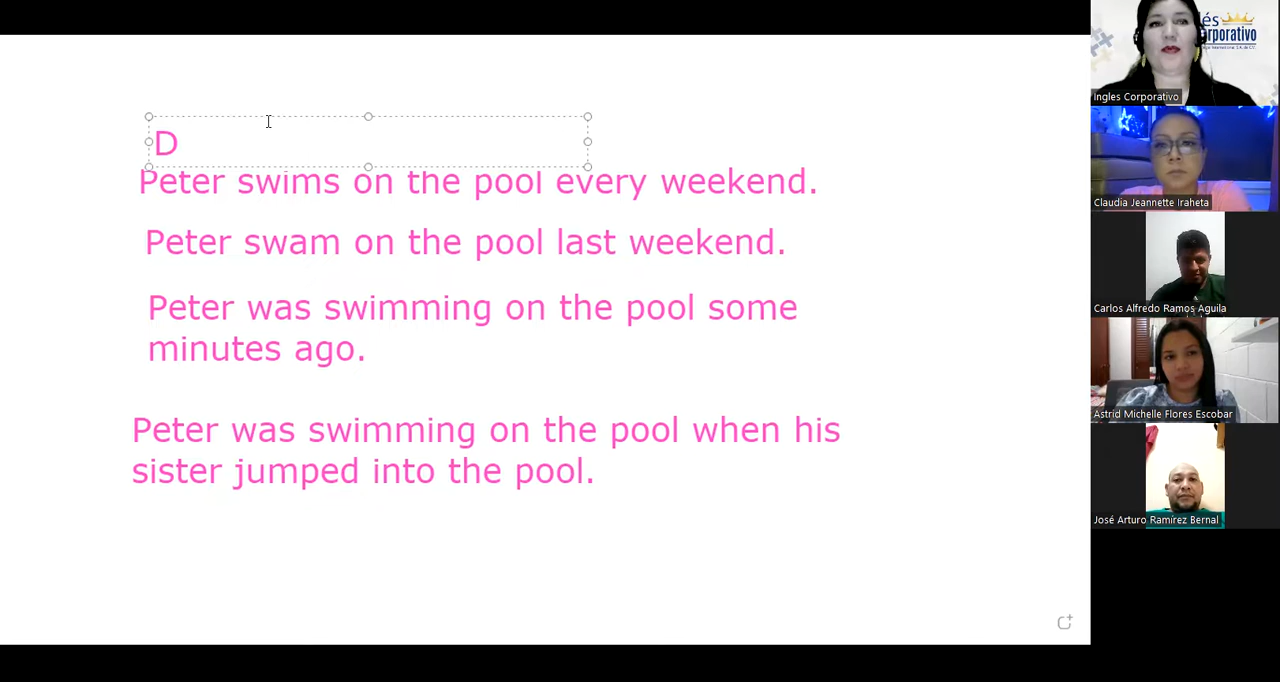 D
Peter swims on the pool every weekend.
Peter swam on the pool last weekend.
Peter was swimming on the pool some
minutes ago.
Peter was swimming on the pool when his
sister jumped into the pool.
és
orporativo
Ingles Corporativo
Claudia Jeannette Iraheta
Carlos Alfredo Ramos Aguila
Astrid Michelle Flores Escobar
José Arturo Ramírez Bernal